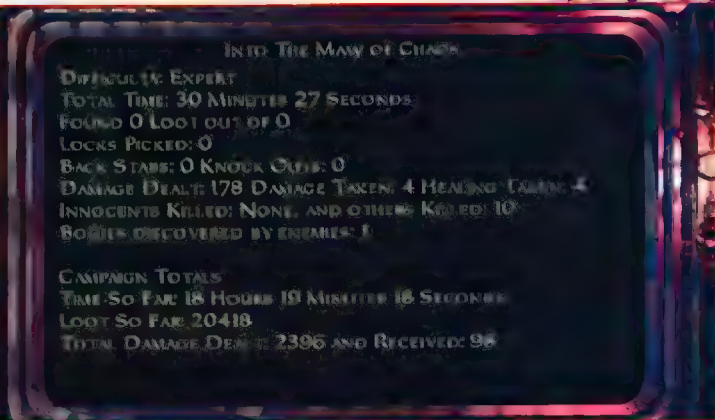 Into The Maw of Chaos
Difficulty: Expert
Total Time: 30 Minutes 27 Seconds
Found 0 Loot out of 0
Locks Picked: 0
Back Stabs: 0 Knock Outs: 0
Damage Dealt: 178 Damage Taken: 4 Healing Taken:
Innocents Killed: None, and others Killed: 10
Bodies discovered by enemies: 1
Campaign Totals
Time So Far: 18 Hours 19 Minutes 18 Seconds
Loot So Far: 20418
Total Damage Dealt: 2396 and Received: